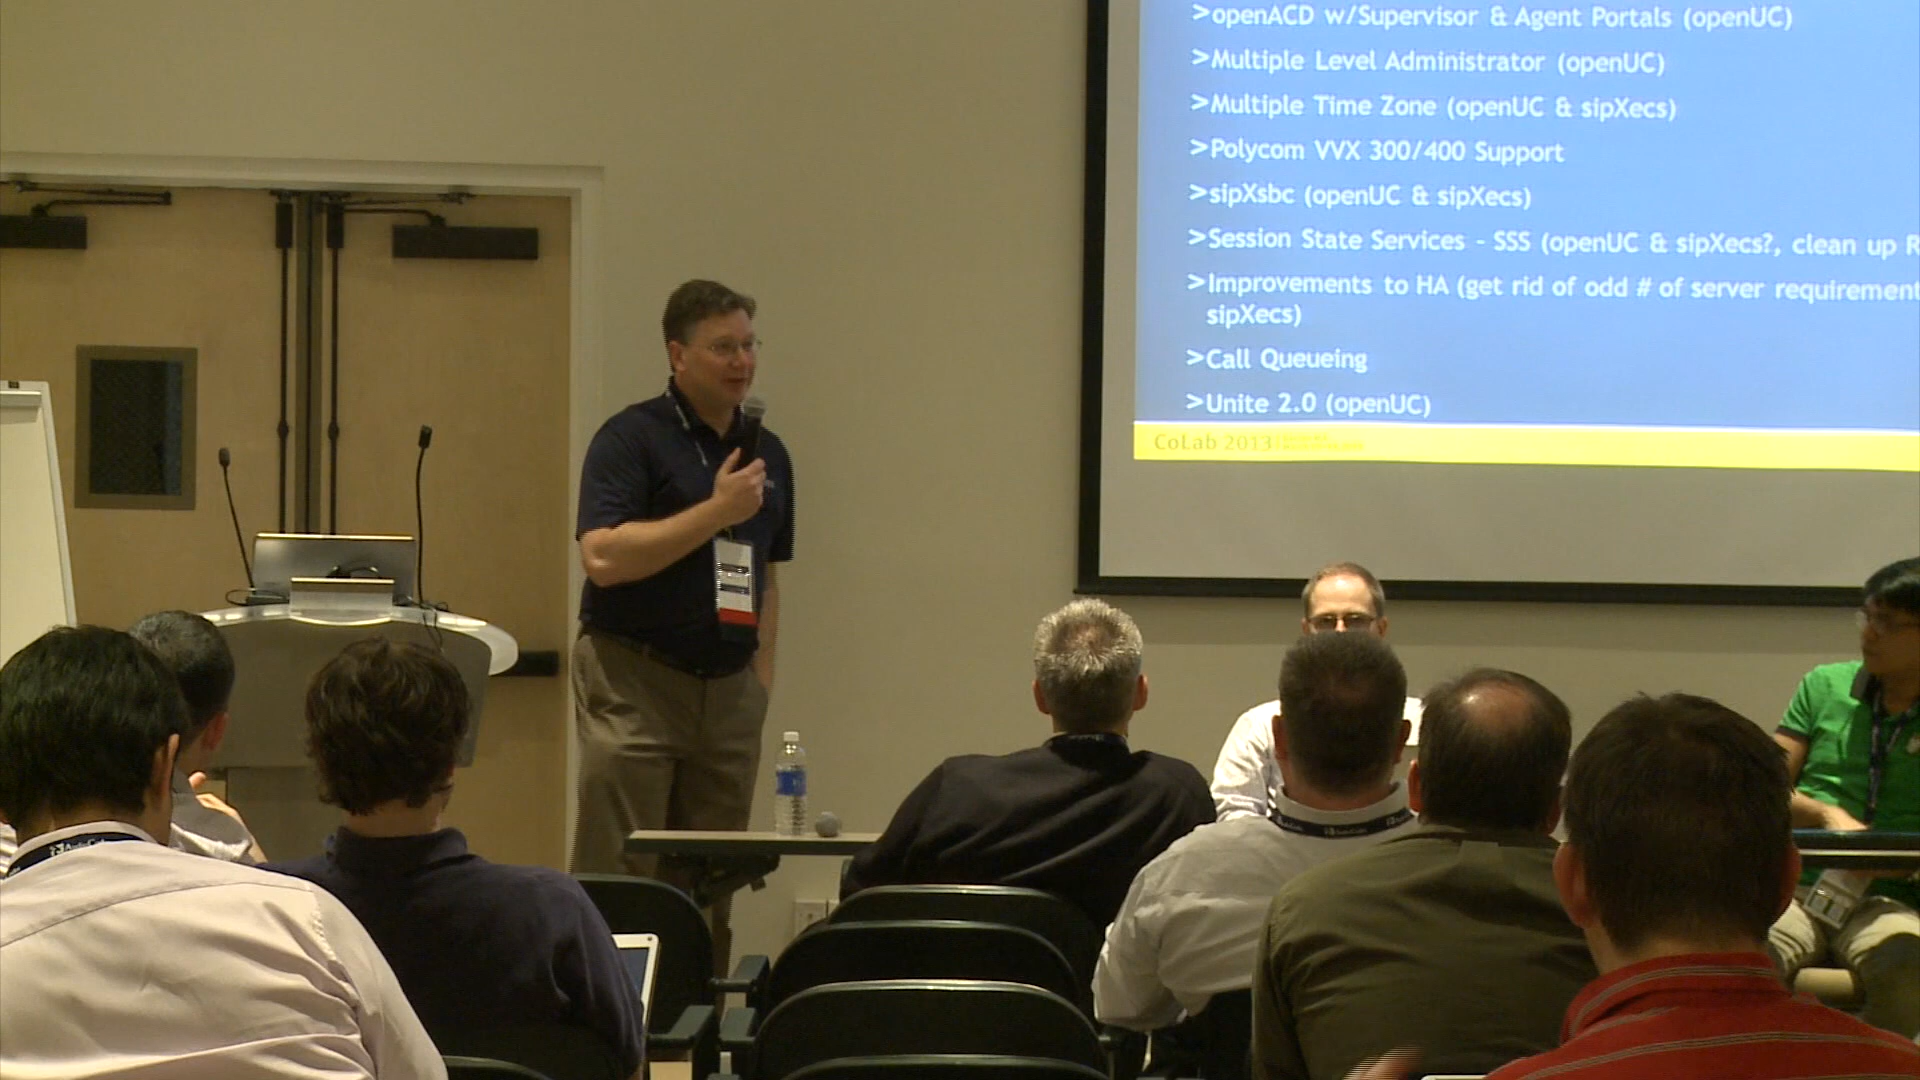 >openACD w/Supervisor & Agent Portals (openUC)
>Multiple Level Administrator (openUC)
>Multiple Time Zone (openUC & sipXecs)
>Polycom VVX 300/400 Support
>sipXsbc (openUC & sipXecs)
>Session State Services - SSS (openUC & sipXecs?, clean up R
>Improvements to HA (get rid of odd # of server requirement
sipXecs)
>Call Queueing
>Unite 2.0 (openUC)
CoLab 2013